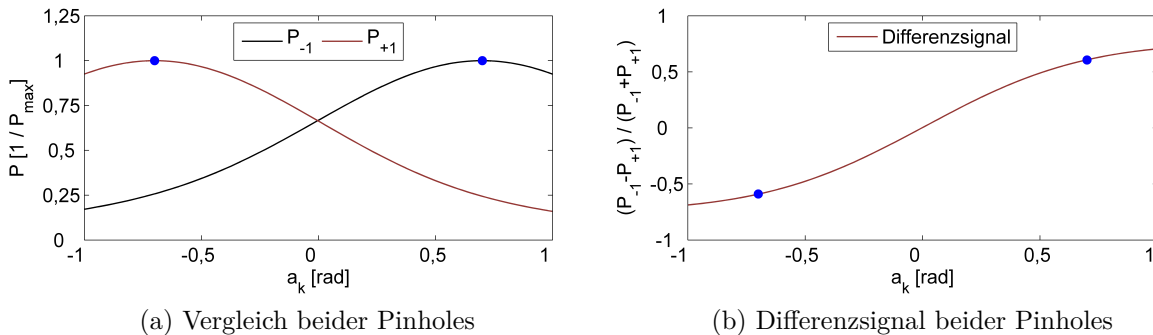 1,25
1
0,75
0,5
0,25
0
P [1 / P_max]
P_-1 P_+1
-1 -0,5 0 0,5 1
a_k [rad]
(a) Vergleich beider Pinholes
1
0,5
0
-0,5
-1
(P_-1-P_+1) / (P_-1+P_+1)
Differenzsignal
-1 -0,5 0 0,5 1
a_k [rad]
(b) Differenzsignal beider Pinholes